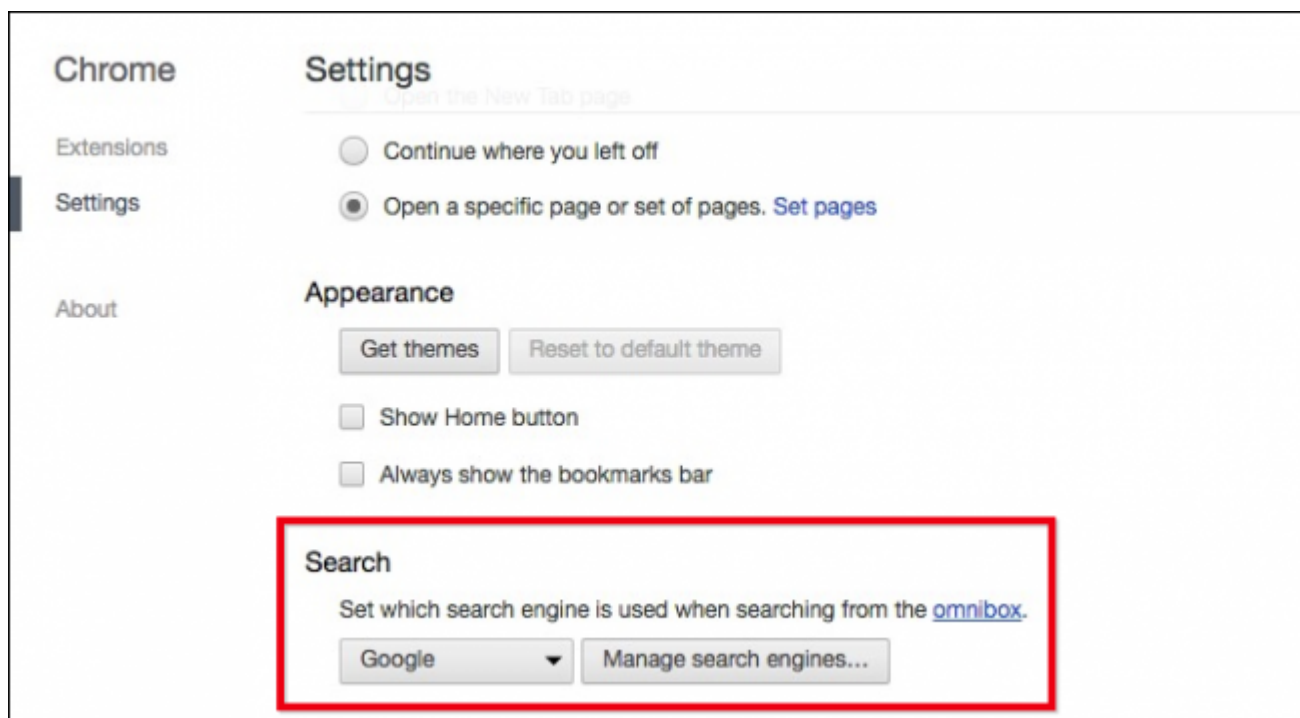 Chrome
Settings
Open the New Tab page
Extensions
Continue where you left off
Settings
Open a specific page or set of pages. Set pages
Appearance
About
Get themes
Reset to default theme
Show Home button
Always show the bookmarks bar
Search
Set which search engine is used when searching from the omnibox.
Google
Manage search engines...